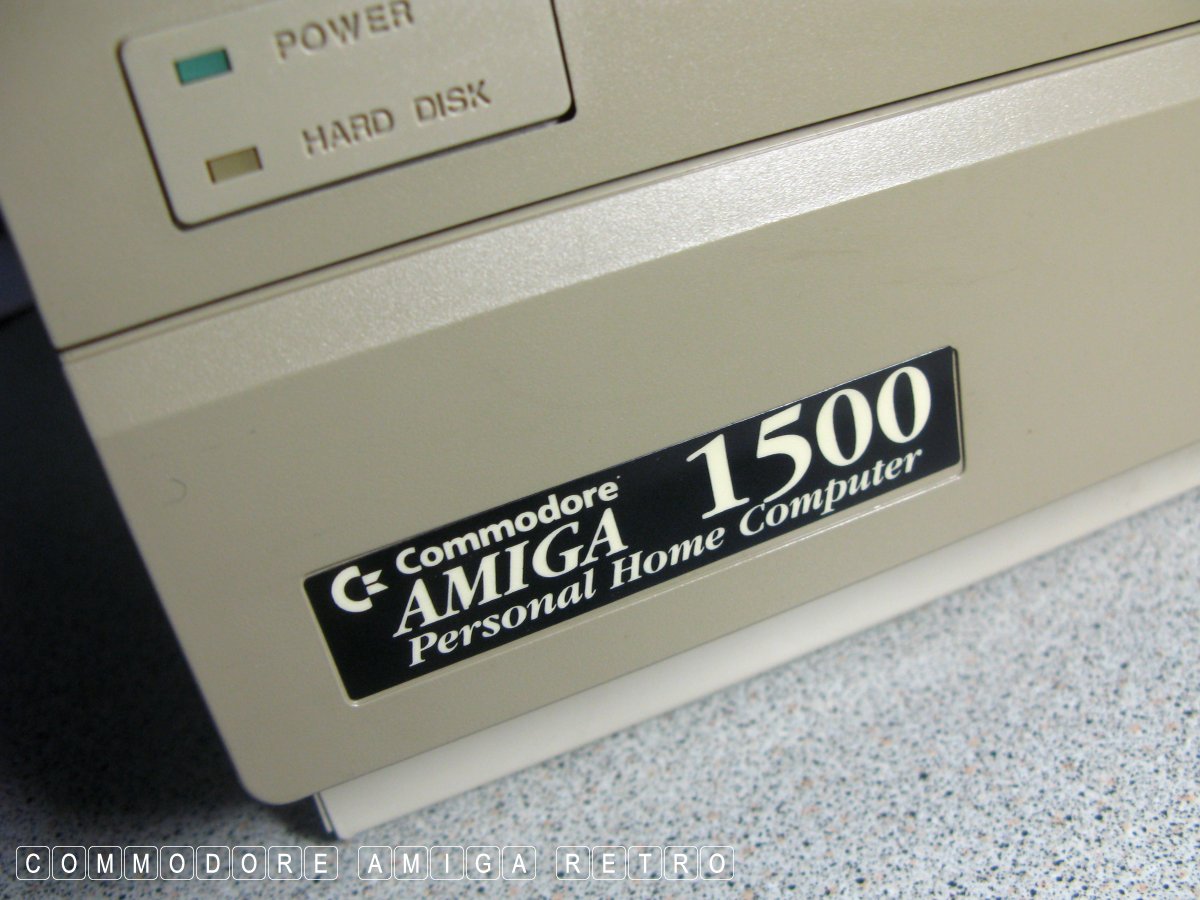 POWER
HARD DISK
Commodore
AMIGA 1500
Personal Home Computer
COMMODORE AMIGA RETRO